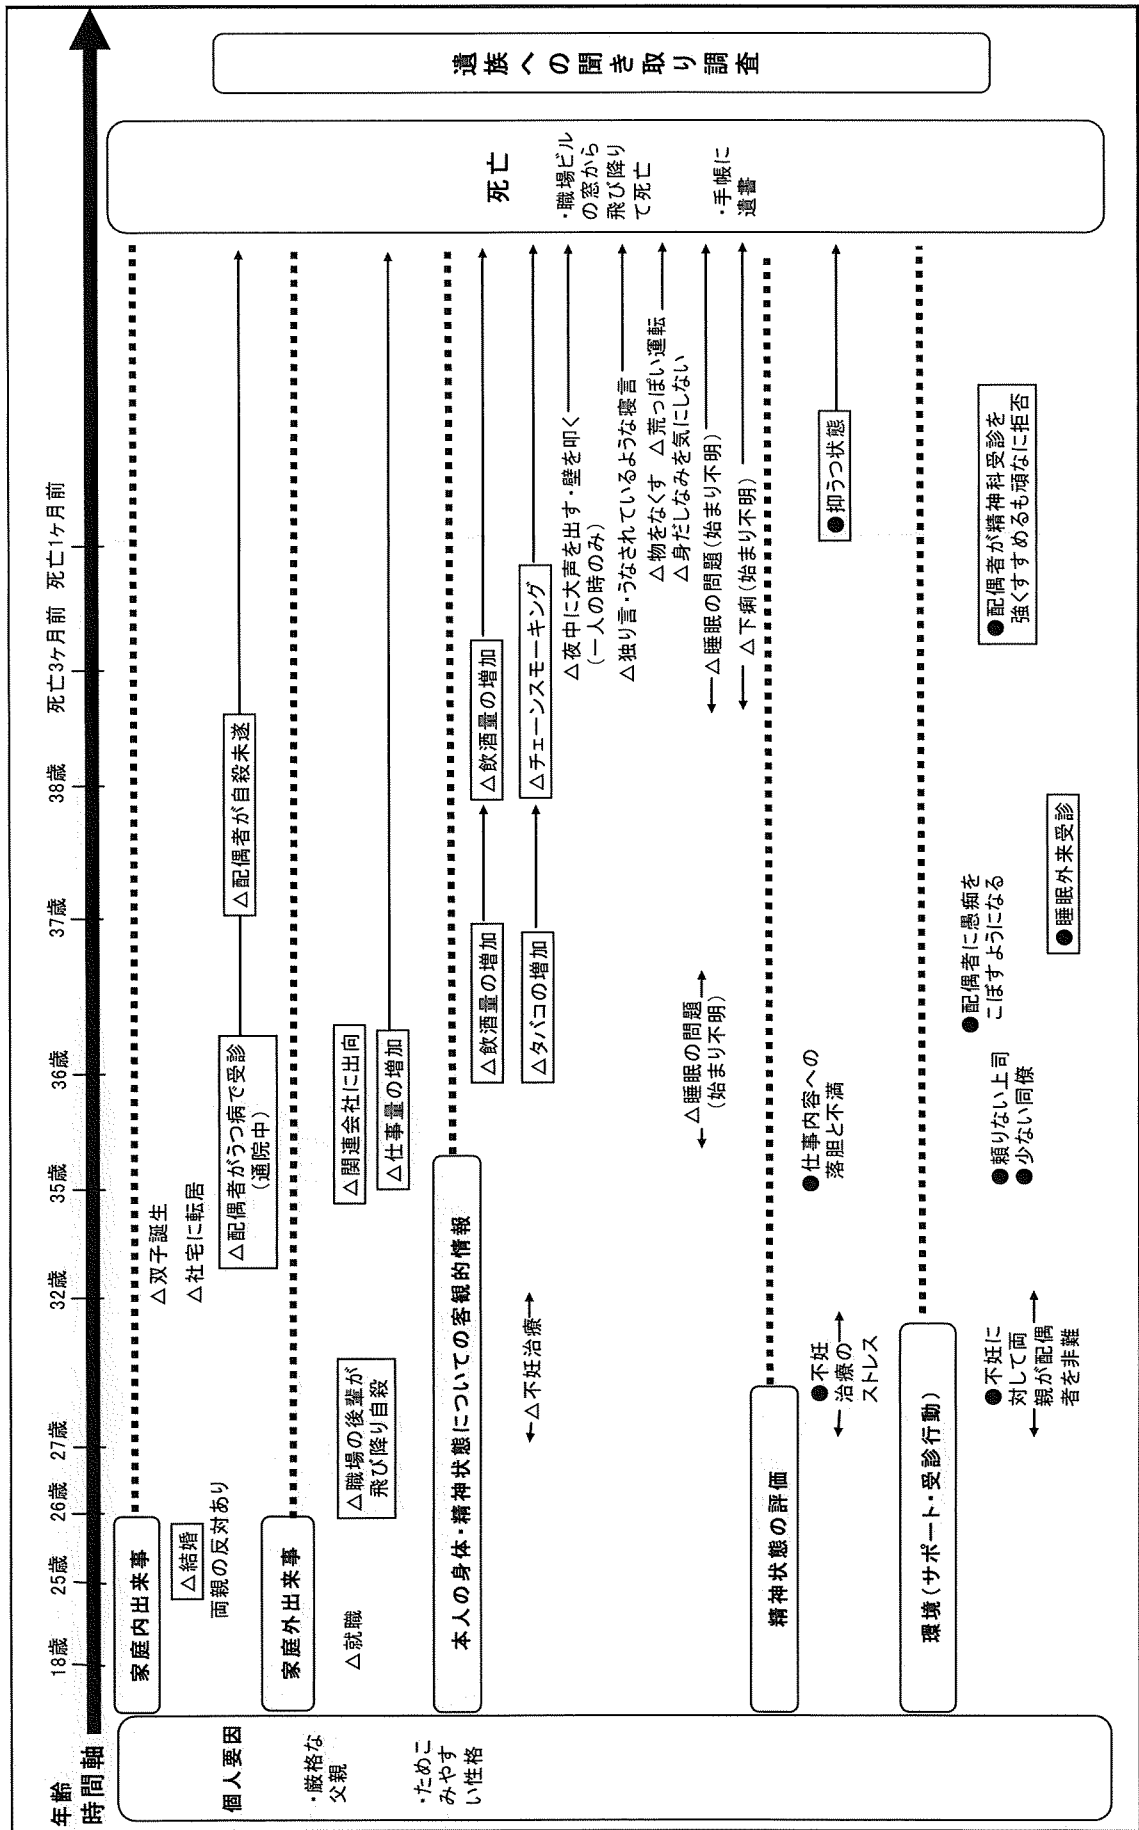 年齢
時間軸
18歳
25歳
26歳
27歳
32歳
35歳
36歳
37歳
38歳
死亡3ヶ月前
死亡1ヶ月前
個人要因
・厳格な
父親
・ためこ
みやす
い性格
家庭内出来事
△結婚
両親の反対あり
△双子誕生
△社宅に転居
△配偶者がうつ病で受診
(通院中)
△配偶者が自殺未遂
家庭外出来事
△就職
△職場の後輩が
飛び降り自殺
△関連会社に出向
△仕事量の増加
本人の身体・精神状態についての客観的情報
△不妊治療
△飲酒量の増加
△飲酒量の増加
△タバコの増加
△チェーンスモーキング
△夜中に大声を出す・壁を叩く
(一人の時のみ)
△独り言・うなされているような寝言
△物をなくす △荒っぽい運転
△身だしなみを気にしない
△睡眠の問題
(始まり不明)
△睡眠の問題(始まり不明)
△下痢(始まり不明)
精神状態の評価
●不妊
治療の
ストレス
●仕事内容への
落胆と不満
●抑うつ状態
環境(サポート・受診行動)
●不妊に
対して両
親が配偶
者を非難
●頼りない上司
●少ない同僚
●配偶者に愚痴を
こぼすようになる
●睡眠外来受診
●配偶者が精神科受診を
強くすすめるも頑なに拒否
死亡
・職場ビル
の窓から
飛び降り
て死亡
・手帳に
遺書
遺族への聞き取り調査